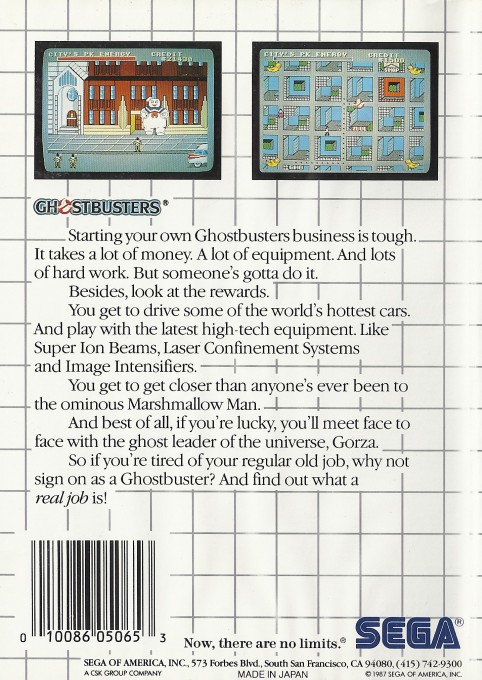 CITY'S PK ENERGY CREDIT
CITY'S PK ENERGY CREDIT
SHOP
GHOSTBUSTERS®
Starting your own Ghostbusters business is tough.
It takes a lot of money. A lot of equipment. And lots
of hard work. But someone's gotta do it.
Besides, look at the rewards.
You get to drive some of the world's hottest cars.
And play with the latest high-tech equipment. Like
Super Ion Beams, Laser Confinement Systems
and Image Intensifiers.
You get to get closer than anyone's ever been to
the ominous Marshmallow Man.
And best of all, if you're lucky, you'll meet face to
face with the ghost leader of the universe, Gorza.
So if you're tired of your regular old job, why not
sign on as a Ghostbuster? And find out what a
real job is!
0 10086 05065 3
Now, there are no limits.®
SEGA®
SEGA OF AMERICA, INC., 573 Forbes Blvd., South San Francisco, CA 94080, (415) 742-9300
A CSK GROUP COMPANY MADE IN JAPAN © 1987 SEGA OF AMERICA, INC.